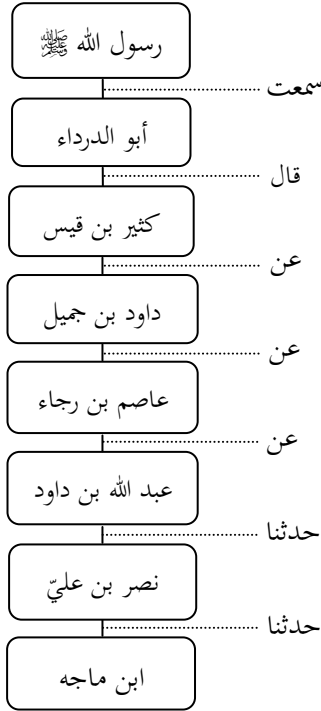 رسول الله ﷺ
سمعت
أبو الدرداء
قال
كثير بن قيس
عن
داود بن جميل
عن
عاصم بن رجاء
عن
عبد الله بن داود
حدثنا
نصر بن عليّ
حدثنا
ابن ماجه